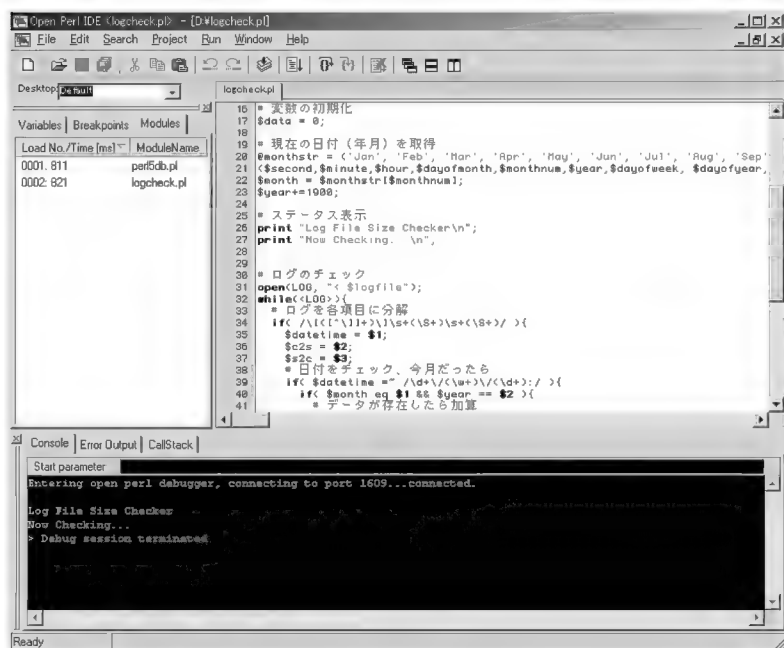 Open Perl IDE <logcheck.pl> - [D:¥logcheck.pl]
File Edit Search Project Run Window Help
Desktop Default
logcheck.pl
Variables Breakpoints Modules
Load No./Time [ms] ModuleName
0001: 811 perl5db.pl
0002: 821 logcheck.pl
16 # 変数の初期化
17 $data = 0;
18
19 # 現在の日付（年月）を取得
20 @monthstr = ('Jan', 'Feb', 'Mar', 'Apr', 'May', 'Jun', 'Jul', 'Aug', 'Sep'
21 ($second,$minute,$hour,$dayofmonth,$monthnum,$year,$dayofweek, $dayofyear,
22 $month = $monthstr[$monthnum];
23 $year+=1900;
24
25 # ステータス表示
26 print "Log File Size Checker\n";
27 print "Now Checking. \n",
28
29
30 # ログのチェック
31 open(LOG, "< $logfile");
32 while(<LOG>){
33 # ログを各項目に分解
34 if( /\[([^\]]+)\]\s+(\S+)\s+(\S+)/ ){
35 $datetime = $1;
36 $c2s = $2;
37 $s2c = $3;
38 # 日付をチェック、今月だったら
39 if( $datetime =~ /\d+\/(\w+)\/(\d+):/ ){
40 if( $month eq $1 && $year == $2 ){
41 # データが存在したら加算
Console Error Output CallStack
Start parameter
Entering open perl debugger, connecting to port 1609...connected.
Log File Size Checker
Now Checking...
> Debug session terminated
Ready